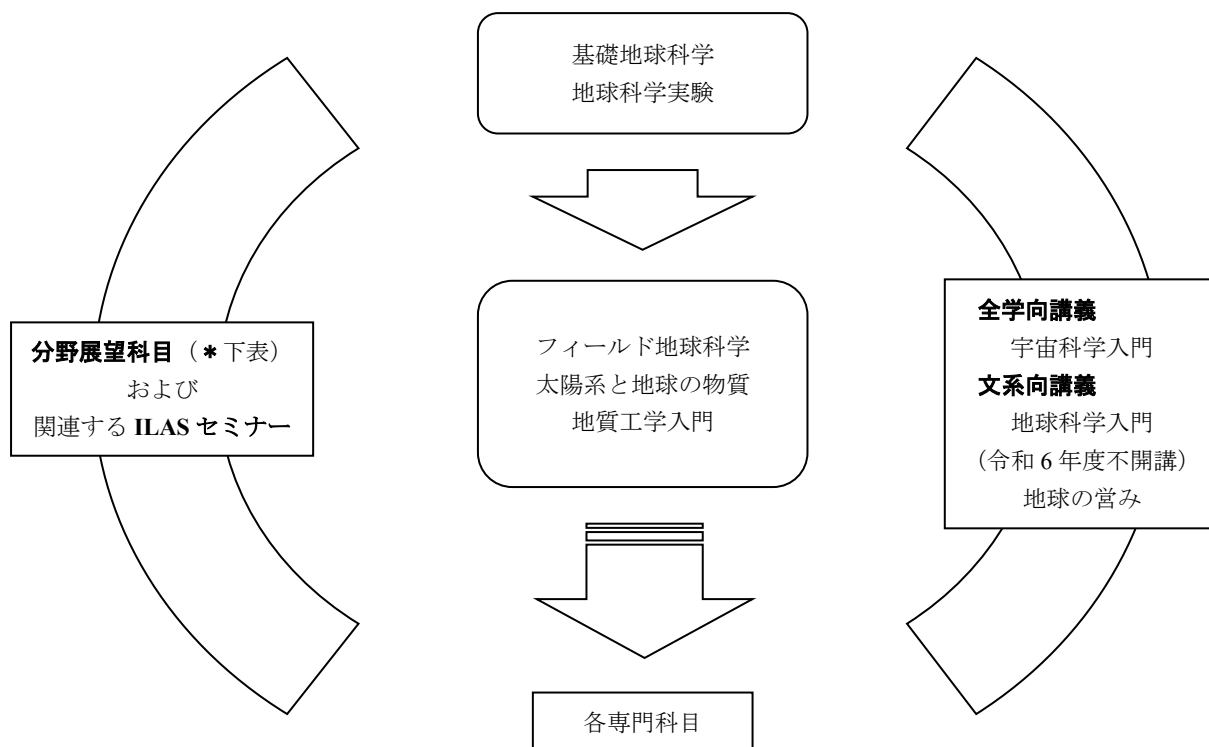 基礎地球科学
地球科学実験
分野展望科目（＊下表）
および
関連する ILAS セミナー
フィールド地球科学
太陽系と地球の物質
地質工学入門
全学向講義
宇宙科学入門
文系向講義
地球科学入門
（令和 6 年度不開講）
地球の営み
各専門科目